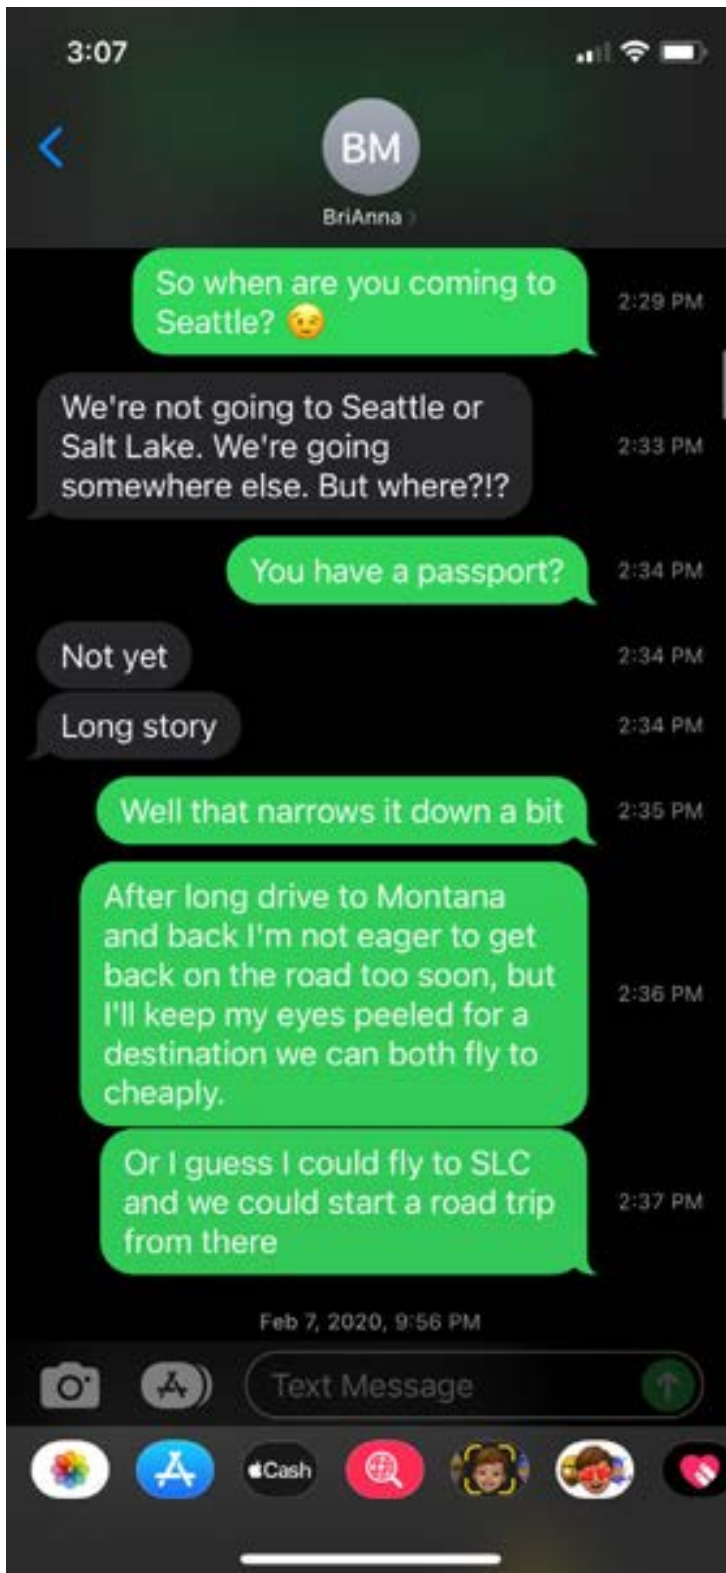 3:07
BM
BriAnna
So when are you coming to
Seattle? 😉
2:29 PM
We're not going to Seattle or
Salt Lake. We're going
somewhere else. But where?!?
2:33 PM
You have a passport?
2:34 PM
Not yet
2:34 PM
Long story
2:34 PM
Well that narrows it down a bit
2:35 PM
After long drive to Montana
and back I'm not eager to get
back on the road too soon, but
I'll keep my eyes peeled for a
destination we can both fly to
cheaply.
2:36 PM
Or I guess I could fly to SLC
and we could start a road trip
from there
2:37 PM
Feb 7, 2020, 9:56 PM
Text Message
Cash